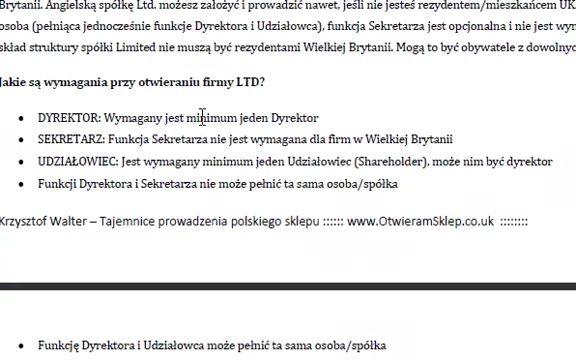 Brytanii. Angielską spółkę Ltd. możesz założyć i prowadzić nawet, jeśli nie jesteś rezydentem/mieszkańcem UK
osoba (pełniąca jednocześnie funkcje Dyrektora i Udziałowca), funkcja Sekretarza jest opcjonalna i nie jest
skład struktury spółki Limited nie muszą być rezydentami Wielkiej Brytanii. Mogą to być obywatele z
Jakie są wymagania przy otwieraniu firmy LTD?
• DYREKTOR: Wymagany jest minimum jeden Dyrektor
• SEKRETARZ: Funkcja Sekretarza nie jest wymagana dla firm w Wielkiej Brytanii
• UDZIAŁOWIEC: Jest wymagany minimum jeden Udziałowiec (Shareholder), może nim być dyrektor
• Funkcji Dyrektora i Sekretarza nie może pełnić ta sama osoba/spółka
Krzysztof Walter – Tajemnice prowadzenia polskiego sklepu :::::: www.OtwieramSklep.co.uk ::::::::
• Funkcję Dyrektora i Udziałowca może pełnić ta sama osoba/spółka